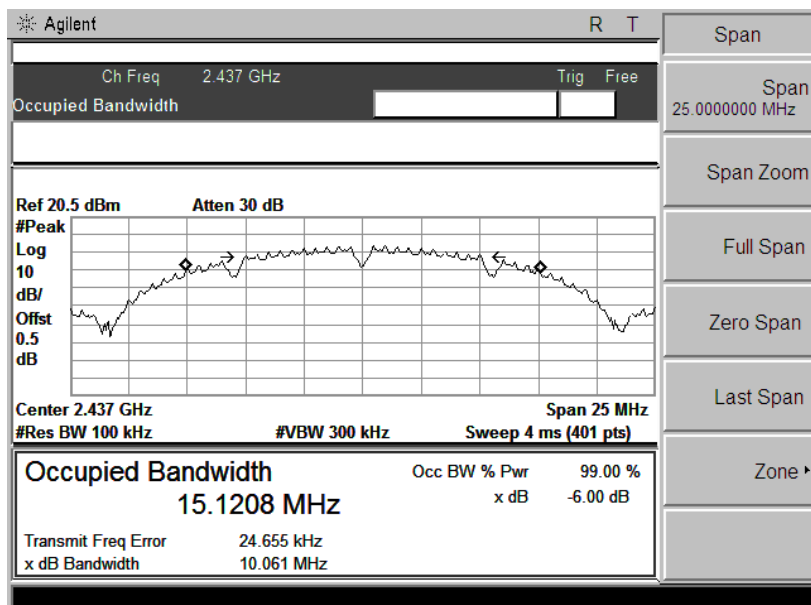 Agilent R T
Span
Ch Freq 2.437 GHz Trig Free
Occupied Bandwidth
Span
25.0000000 MHz
Span Zoom
Full Span
Zero Span
Last Span
Zone
Ref 20.5 dBm Atten 30 dB
#Peak
Log
10
dB/
Offst
0.5
dB
Center 2.437 GHz Span 25 MHz
#Res BW 100 kHz #VBW 300 kHz Sweep 4 ms (401 pts)
Occupied Bandwidth Occ BW % Pwr 99.00 %
15.1208 MHz x dB -6.00 dB
Transmit Freq Error 24.655 kHz
x dB Bandwidth 10.061 MHz